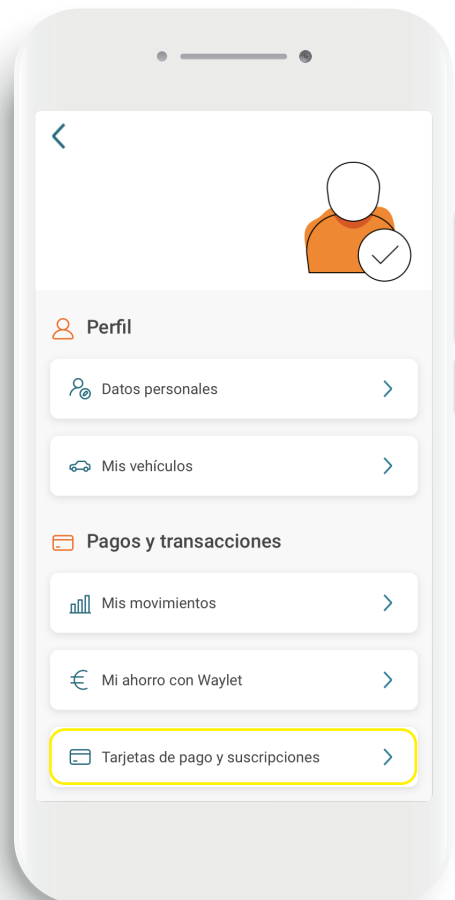 Perfil
Datos personales
Mis vehículos
Pagos y transacciones
Mis movimientos
Mi ahorro con Waylet
Tarjetas de pago y suscripciones